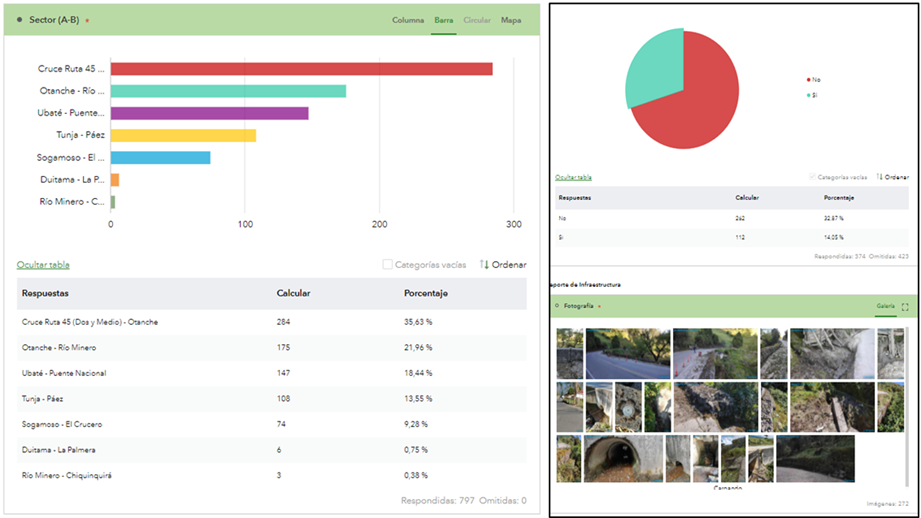 Sector (A-B) *
Columna Barra Circular Mapa
Cruce Ruta 45 ...
Otanche - Río ...
Ubaté - Puente...
Tunja - Páez
Sogamoso - El ...
Duitama - La P...
Río Minero - C...
0 100 200 300
Ocultar tabla Categorías vacías Ordenar
Respuestas Calcular Porcentaje
Cruce Ruta 45 (Dos y Medio) - Otanche 284 35,63 %
Otanche - Río Minero 175 21,96 %
Ubaté - Puente Nacional 147 18,44 %
Tunja - Páez 108 13,55 %
Sogamoso - El Crucero 74 9,28 %
Duitama - La Palmera 6 0,75 %
Río Minero - Chiquinquirá 3 0,38 %
Respondidas: 797 Omitidas: 0
No
Si
Ocultar tabla Categorías vacías Ordenar
Respuestas Calcular Porcentaje
No 262 32.87 %
Si 112 14.05 %
Respondidas: 374 Omitidas: 423
eporte de Infraestructura
Fotografía *
Galería
Cargando
Imágenes: 272